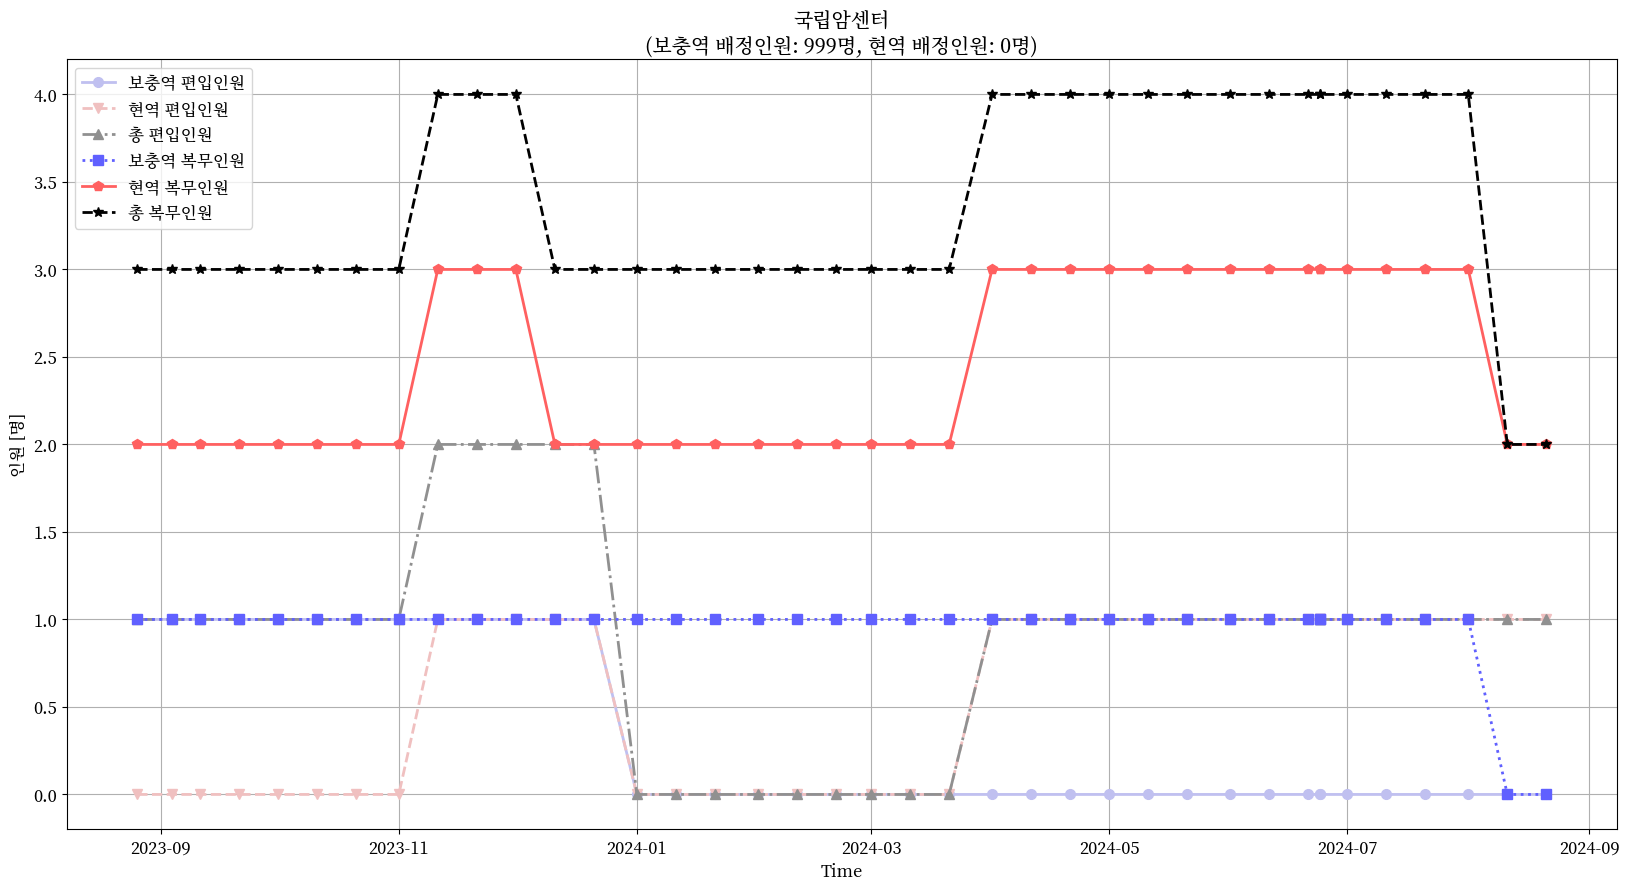 국립암센터
(보충역 배정인원: 999명, 현역 배정인원: 0명)
보충역 편입인원
현역 편입인원
총 편입인원
보충역 복무인원
현역 복무인원
총 복무인원
4.0
3.5
3.0
2.5
2.0
1.5
1.0
0.5
0.0
인원 [명]
2023-09 2023-11 2024-01 2024-03 2024-05 2024-07 2024-09
Time